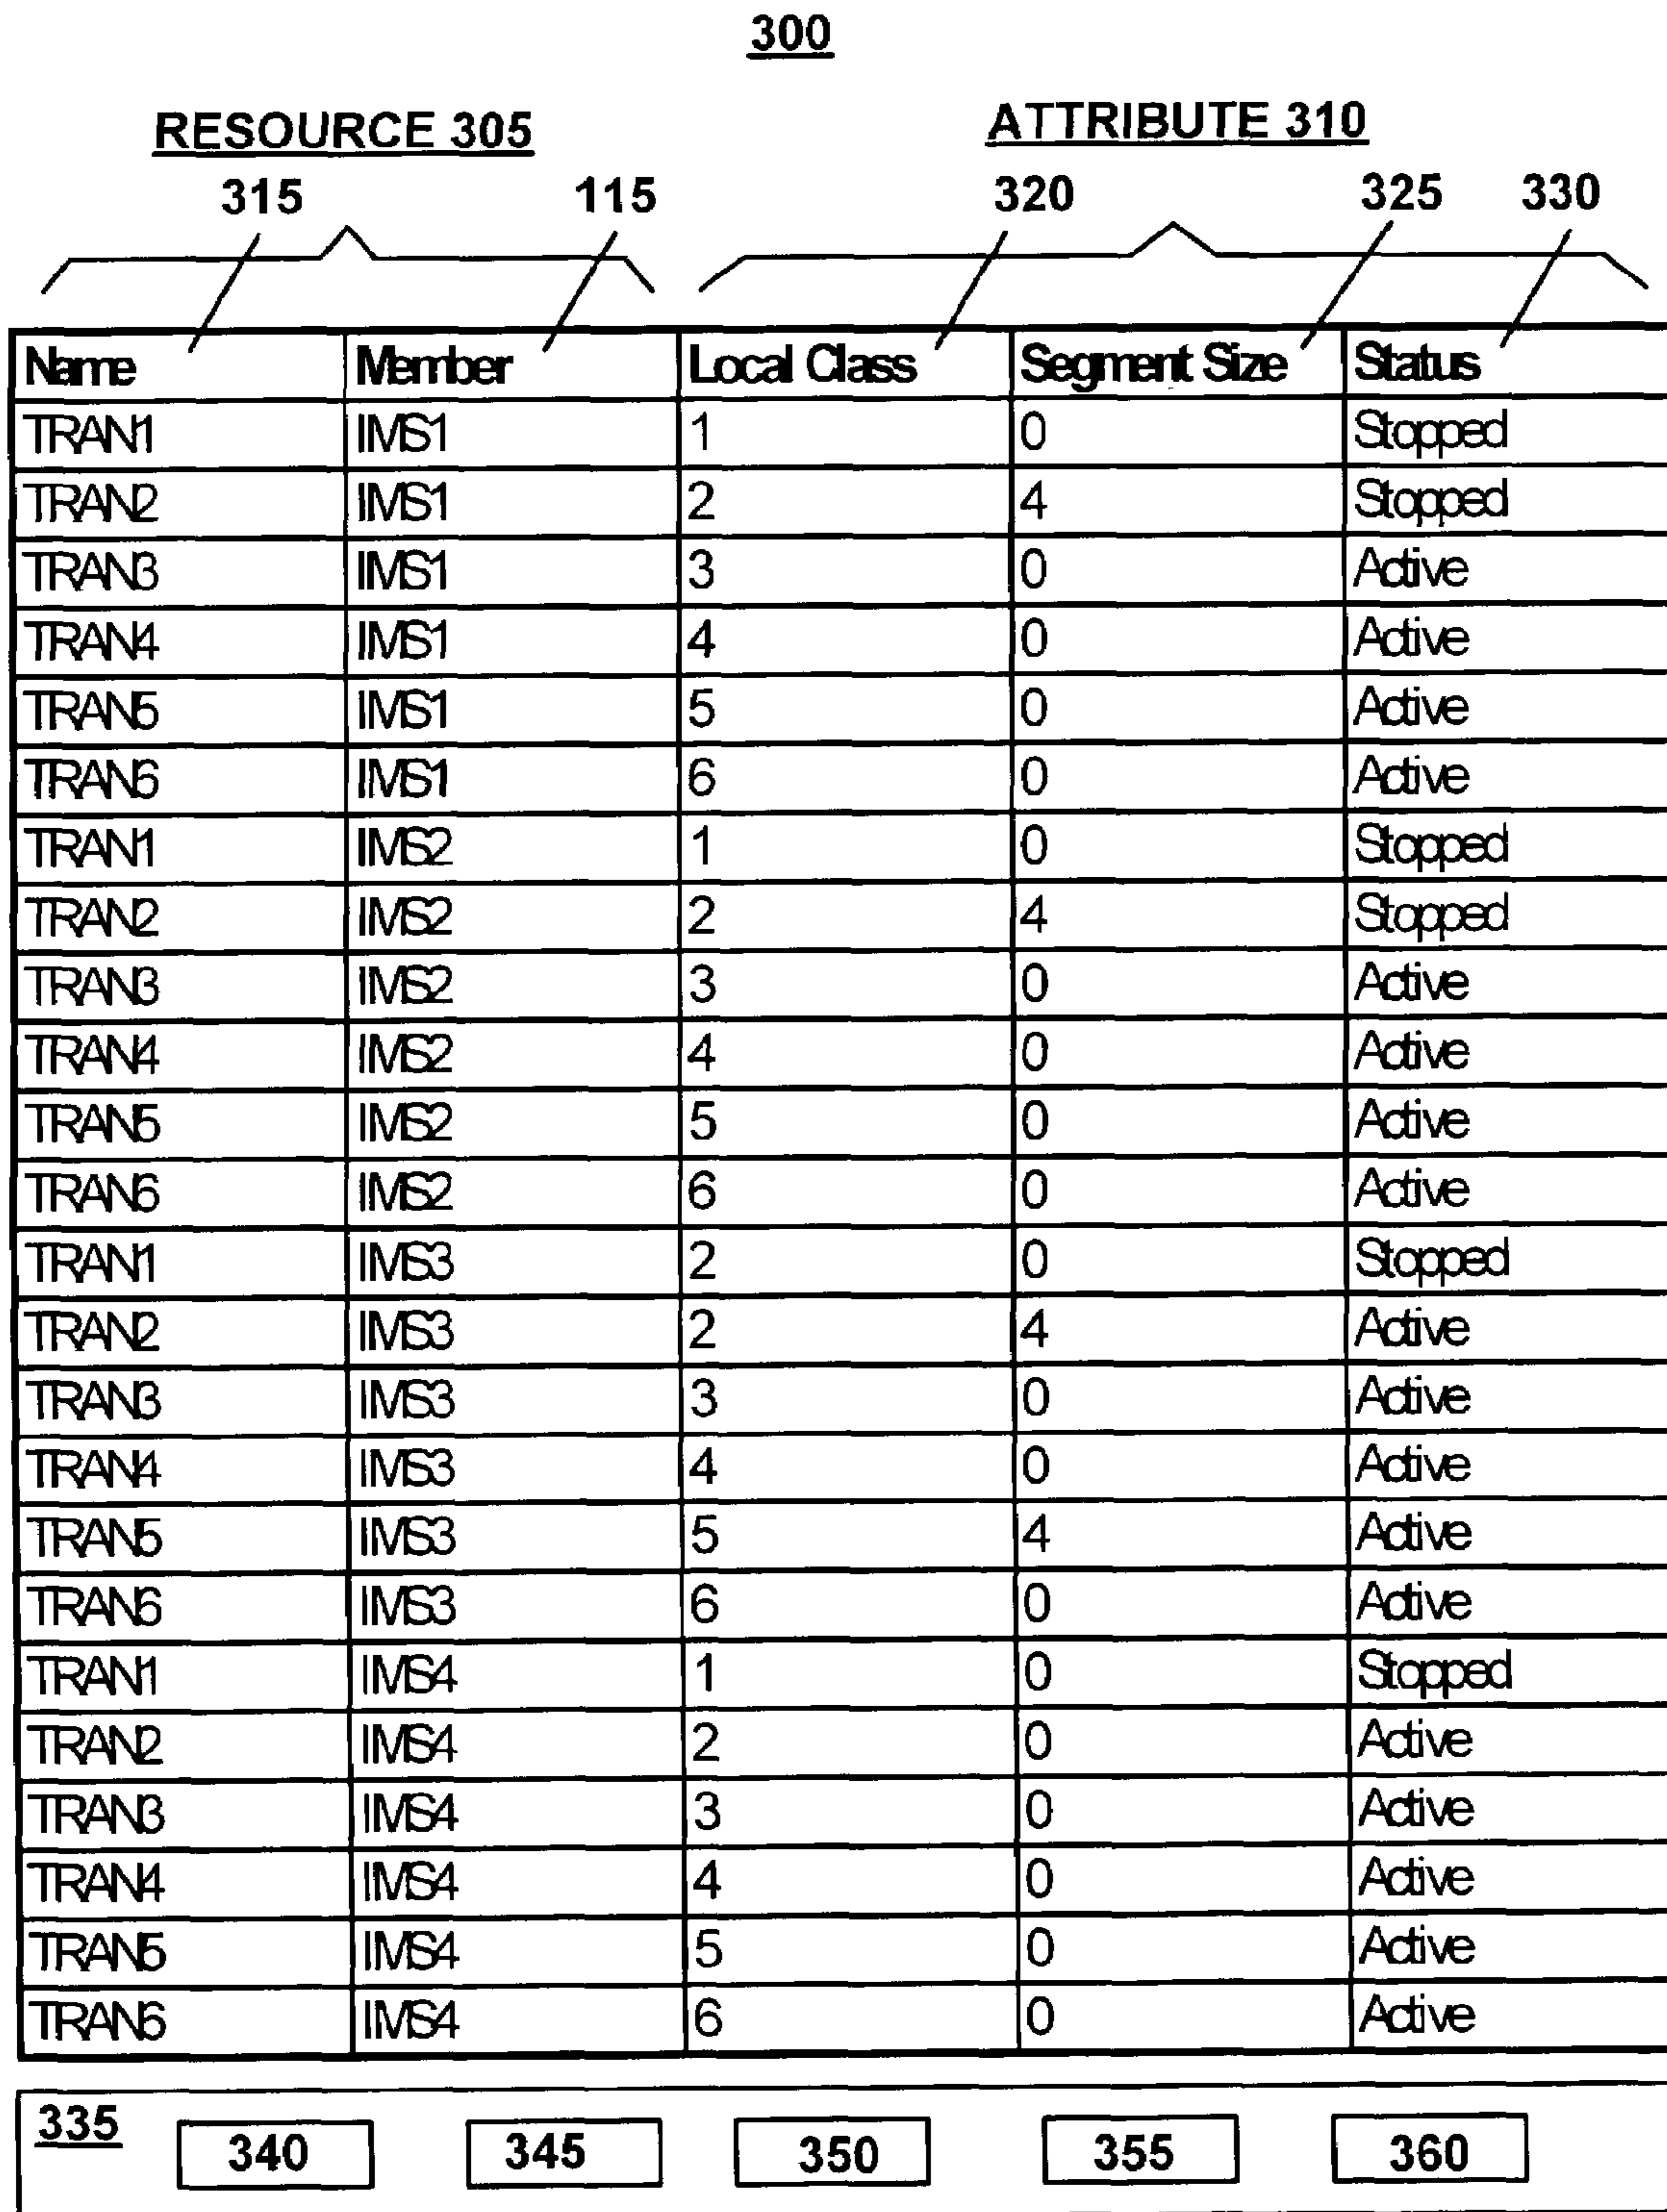 300
RESOURCE 305 ATTRIBUTE 310
315 115 320 325 330
Name Member Local Class Segment Size Status
TRAN1 IMS1 1 0 Stopped
TRAN2 IMS1 2 4 Stopped
TRAN3 IMS1 3 0 Active
TRAN4 IMS1 4 0 Active
TRAN5 IMS1 5 0 Active
TRAN6 IMS1 6 0 Active
TRAN1 IMS2 1 0 Stopped
TRAN2 IMS2 2 4 Stopped
TRAN3 IMS2 3 0 Active
TRAN4 IMS2 4 0 Active
TRAN5 IMS2 5 0 Active
TRAN6 IMS2 6 0 Active
TRAN1 IMS3 2 0 Stopped
TRAN2 IMS3 2 4 Active
TRAN3 IMS3 3 0 Active
TRAN4 IMS3 4 0 Active
TRAN5 IMS3 5 4 Active
TRAN6 IMS3 6 0 Active
TRAN1 IMS4 1 0 Stopped
TRAN2 IMS4 2 0 Active
TRAN3 IMS4 3 0 Active
TRAN4 IMS4 4 0 Active
TRAN5 IMS4 5 0 Active
TRAN6 IMS4 6 0 Active
335 340 345 350 355 360